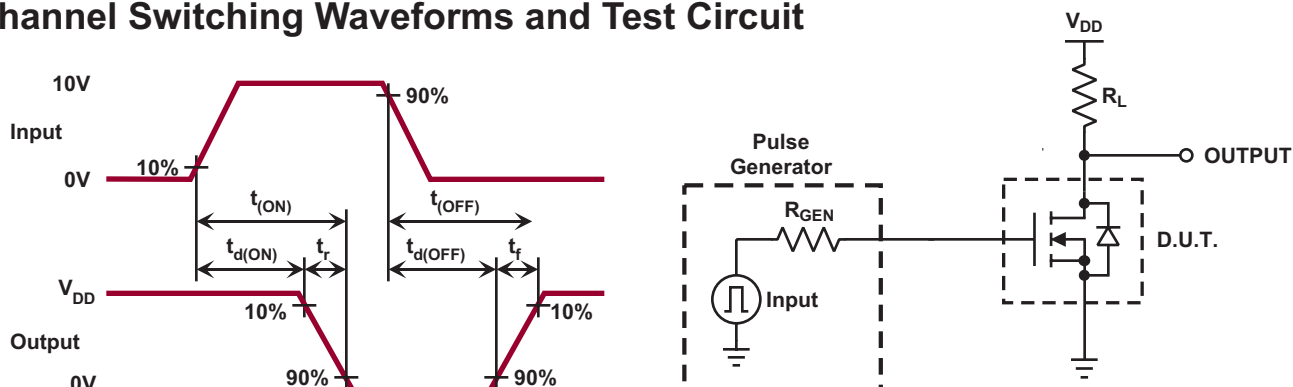 hannel Switching Waveforms and Test Circuit
10V
90%
Input
10%
0V
t(ON)
t(OFF)
td(ON)
tr
td(OFF)
tf
VDD
10%
10%
Output
90%
90%
0V
Pulse
Generator
RGEN
Input
VDD
RL
OUTPUT
D.U.T.